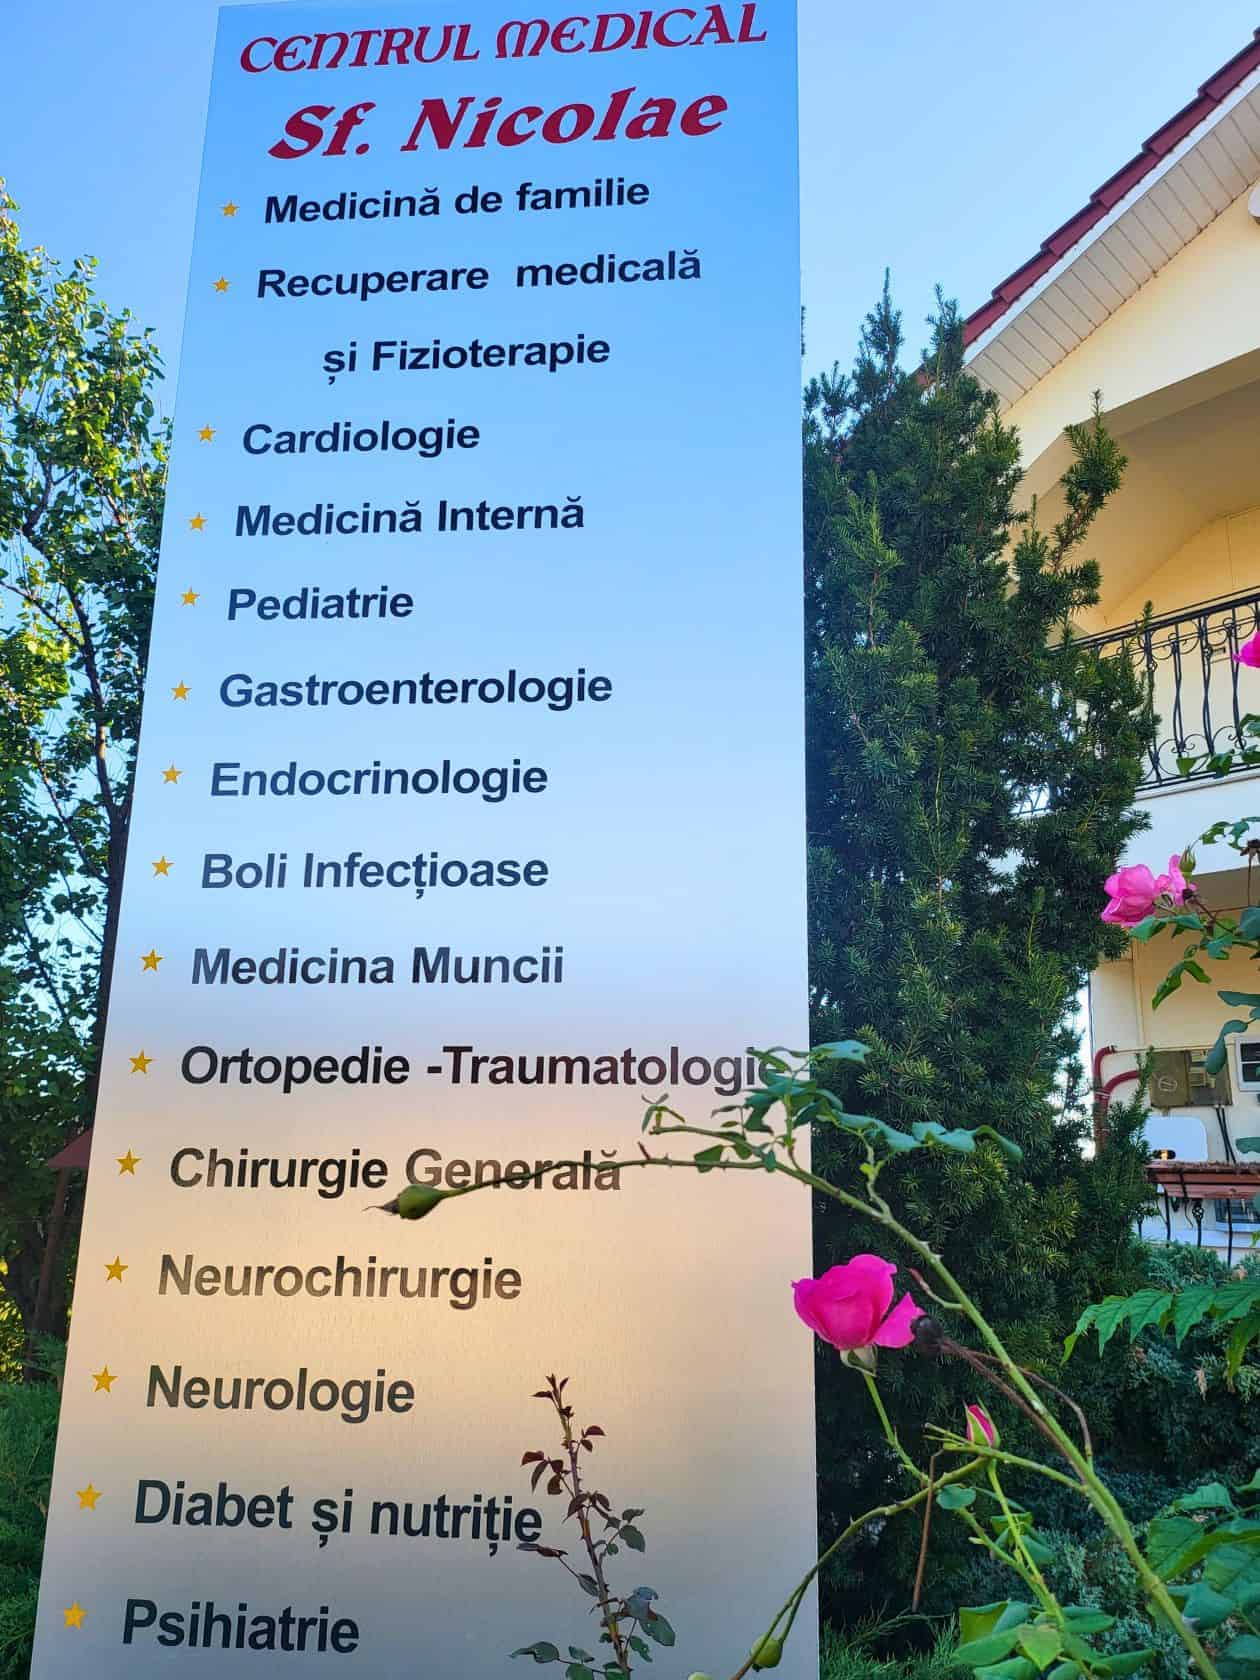 CENTRUL MEDICAL
Sf. Nicolae
Medicină de familie
Recuperare medicală
și Fizioterapie
Cardiologie
Medicină Internă
Pediatrie
Gastroenterologie
Endocrinologie
Boli Infecțioase
Medicina Muncii
Ortopedie -Traumatologie
Chirurgie Generală
Neurochirurgie
Neurologie
Diabet și nutriție
Psihiatrie